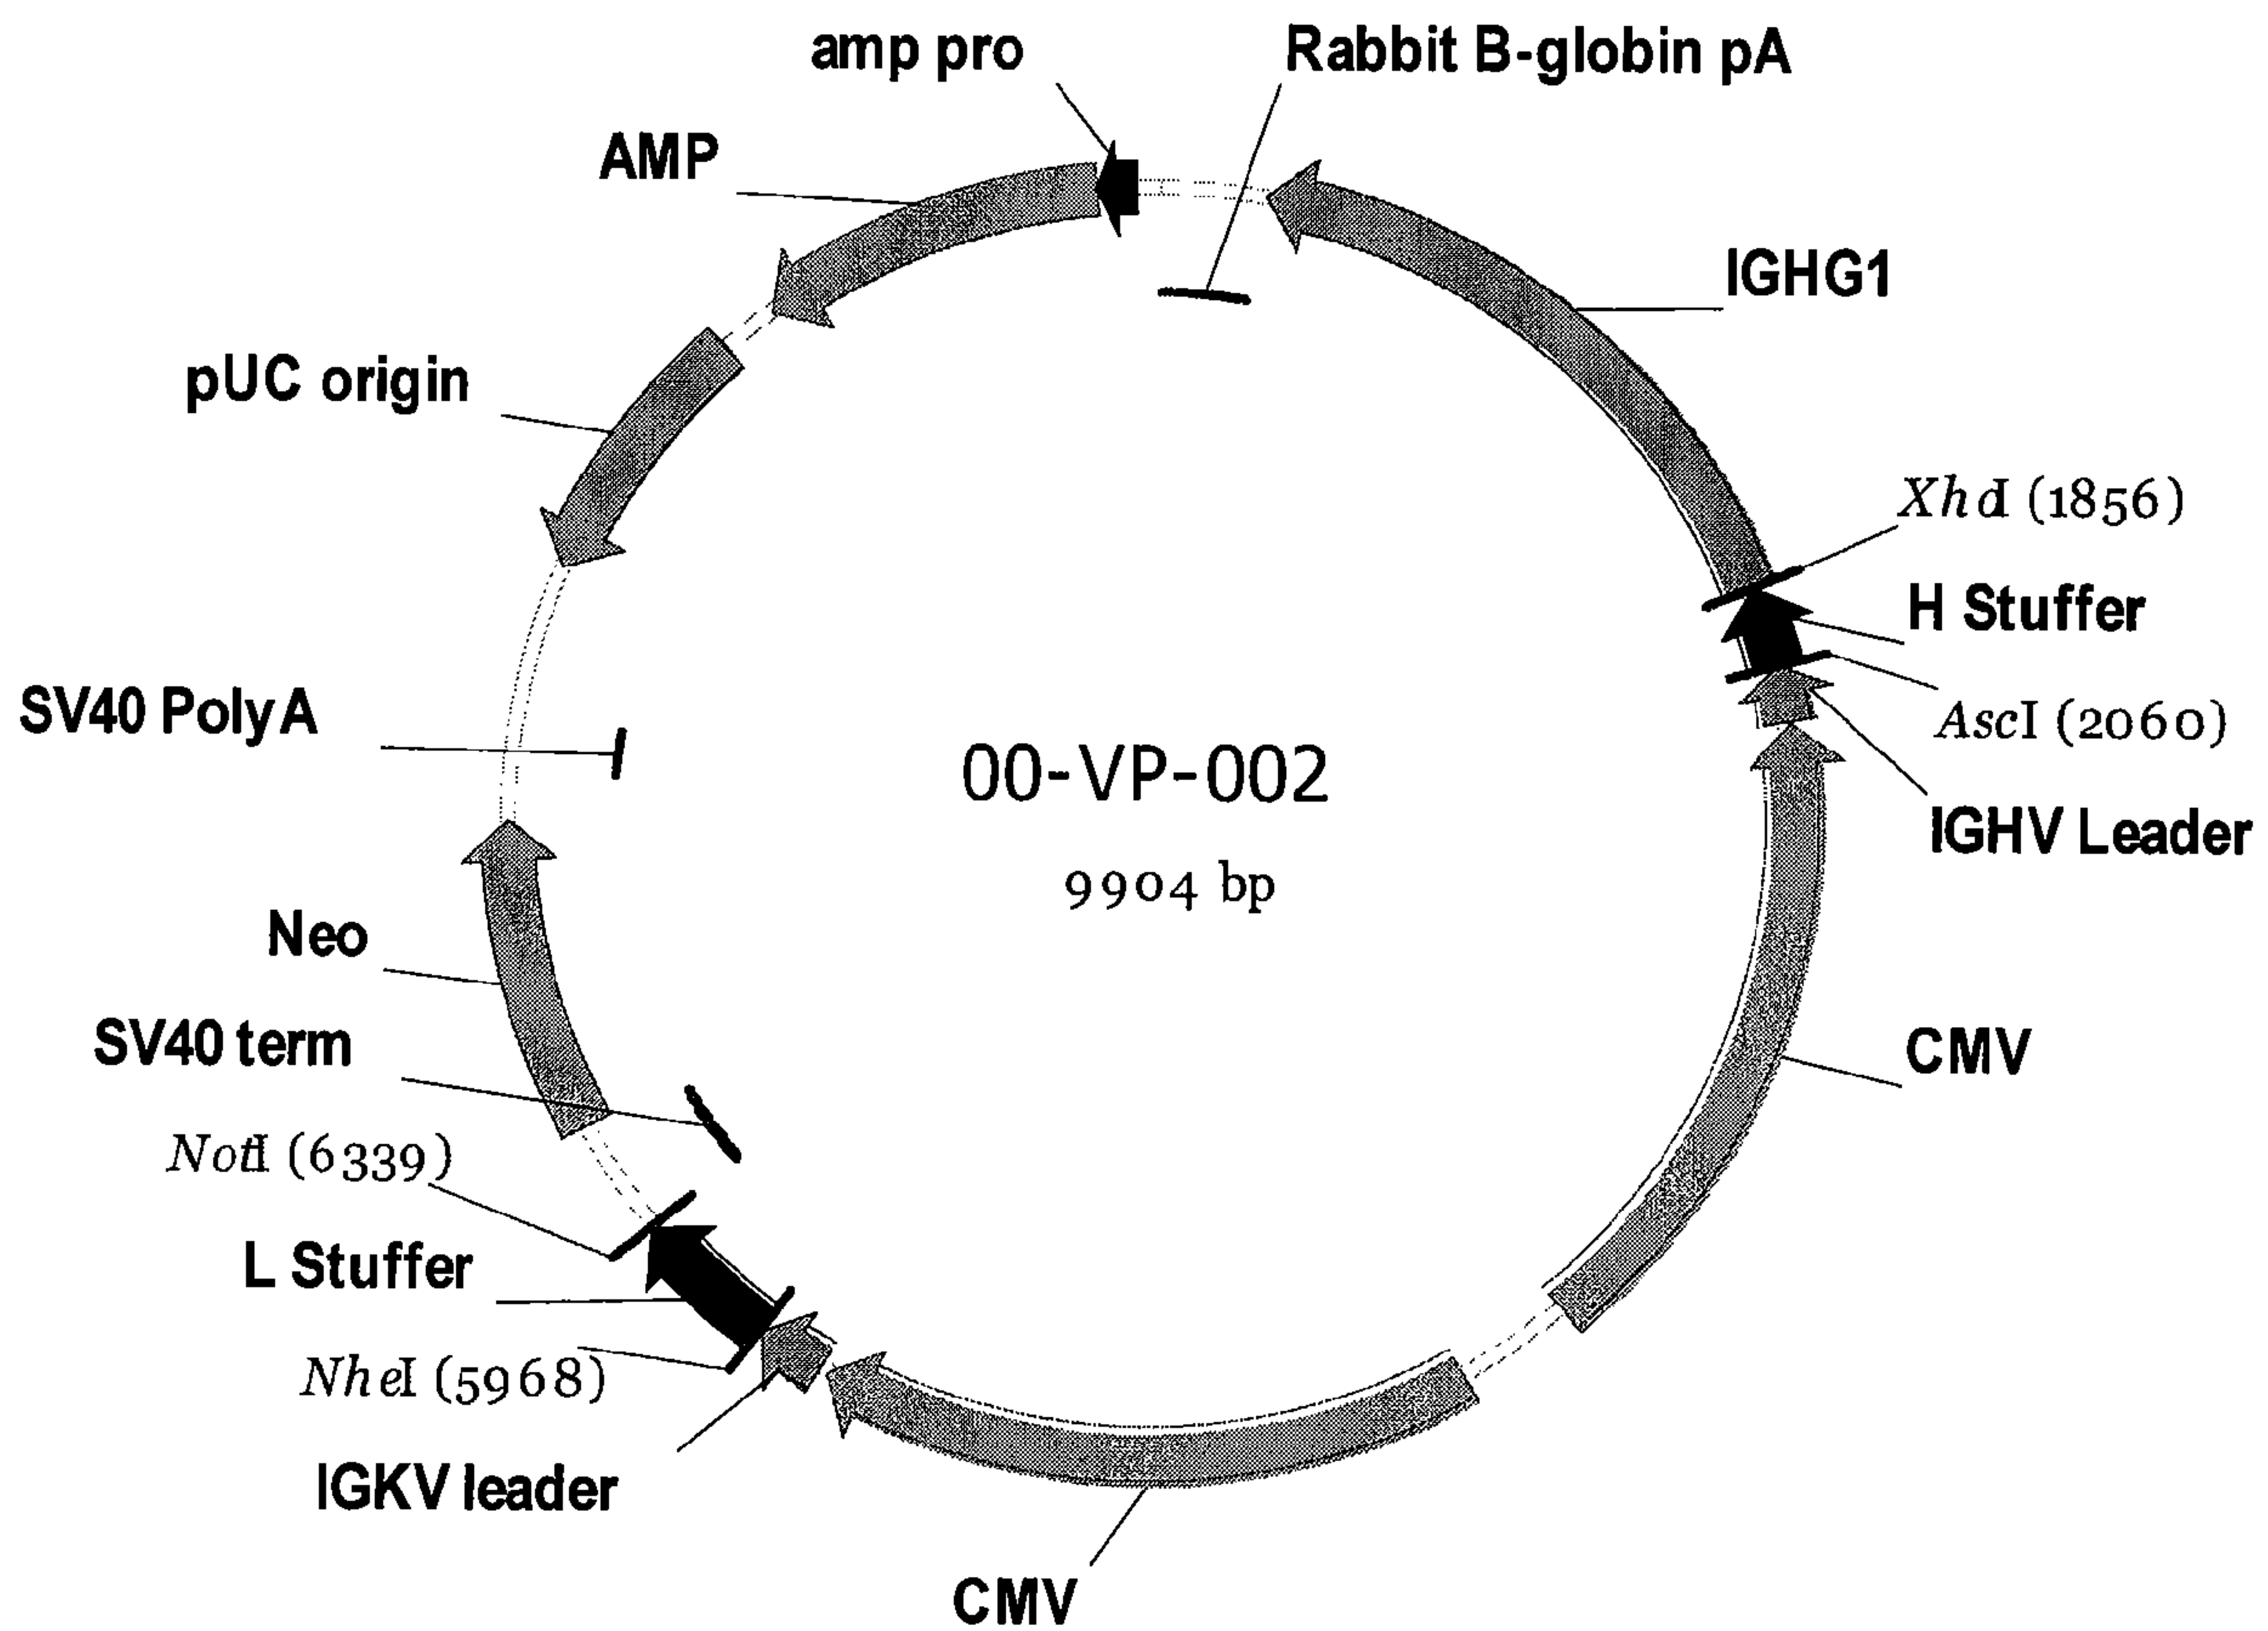 amp pro
Rabbit B-globin pA
AMP
IGHG1
pUC origin
XhoI (1856)
H Stuffer
SV40 PolyA
AscI (2060)
00-VP-002
IGHV Leader
9904 bp
Neo
SV40 term
CMV
NotI (6339)
L Stuffer
NheI (5968)
IGKV leader
CMV